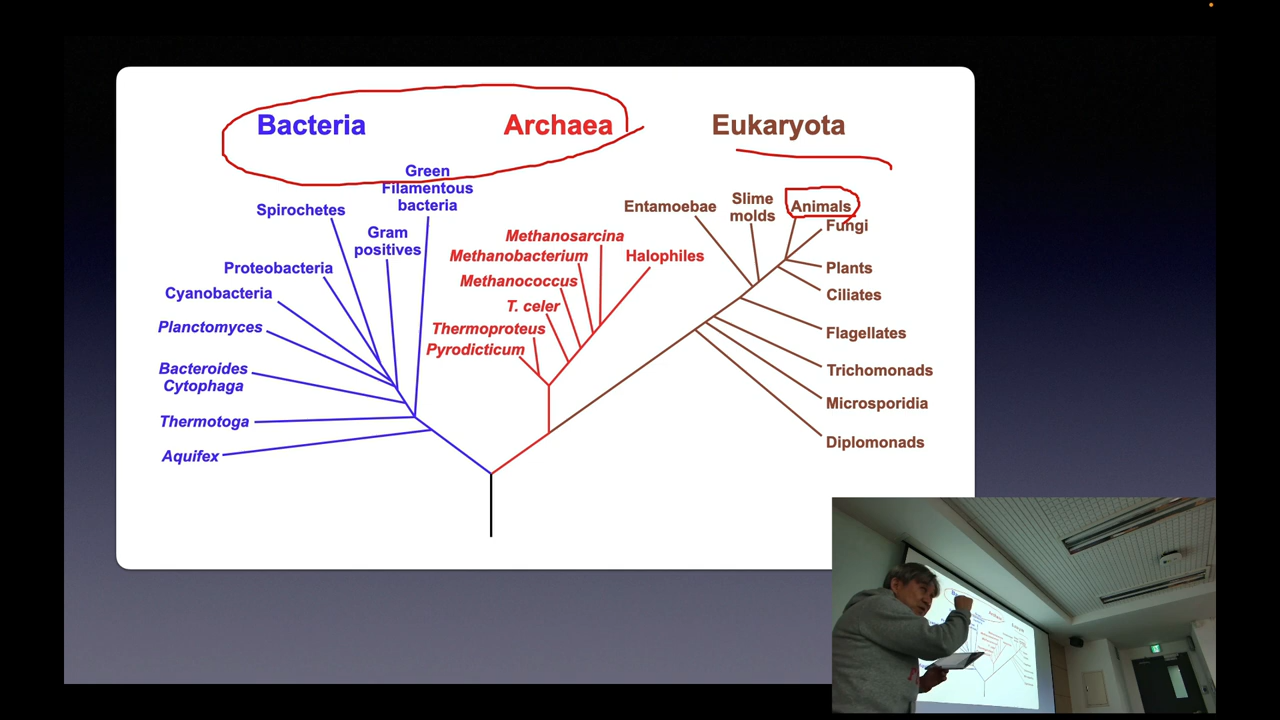 Bacteria
Archaea
Eukaryota
Green
Filamentous
bacteria
Spirochetes
Gram
positives
Proteobacteria
Cyanobacteria
Planctomyces
Bacteroides
Cytophaga
Thermotoga
Aquifex
Methanosarcina
Methanobacterium
Halophiles
Methanococcus
T. celer
Thermoproteus
Pyrodicticum
Entamoebae
Slime
molds
Animals
Fungi
Plants
Ciliates
Flagellates
Trichomonads
Microsporidia
Diplomonads